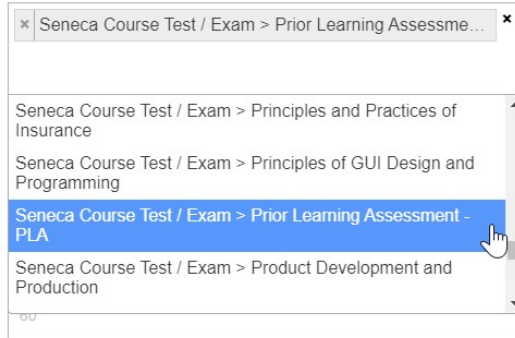 × Seneca Course Test / Exam > Prior Learning Assessme... ×
Seneca Course Test / Exam > Principles and Practices of
Insurance
Seneca Course Test / Exam > Principles of GUI Design and
Programming
Seneca Course Test / Exam > Prior Learning Assessment -
PLA
Seneca Course Test / Exam > Product Development and
Production
60